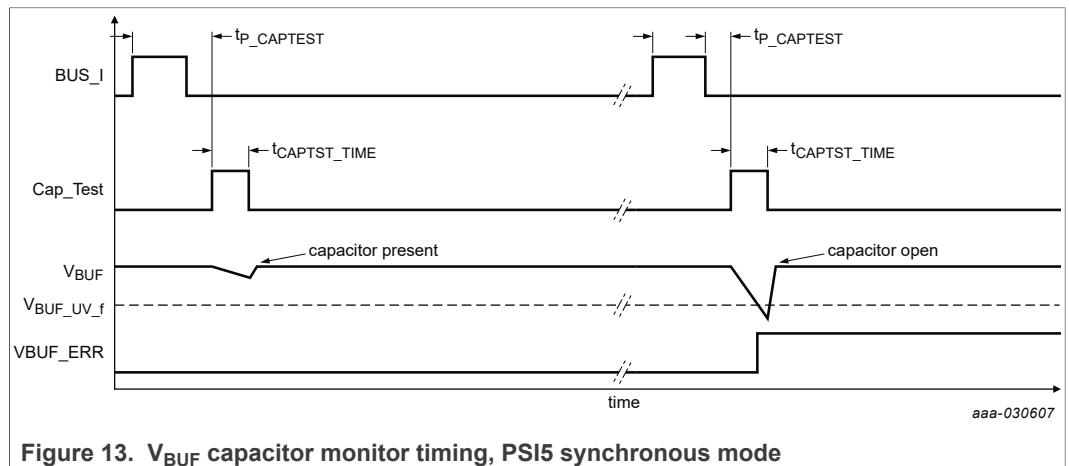 tP_CAPTEST
tP_CAPTEST
BUS_I
tCAPTST_TIME
tCAPTST_TIME
Cap_Test
capacitor present
capacitor open
VBUF
VBUF_UV_f
VBUF_ERR
time
aaa-030607
Figure 13. VBUF capacitor monitor timing, PSI5 synchronous mode